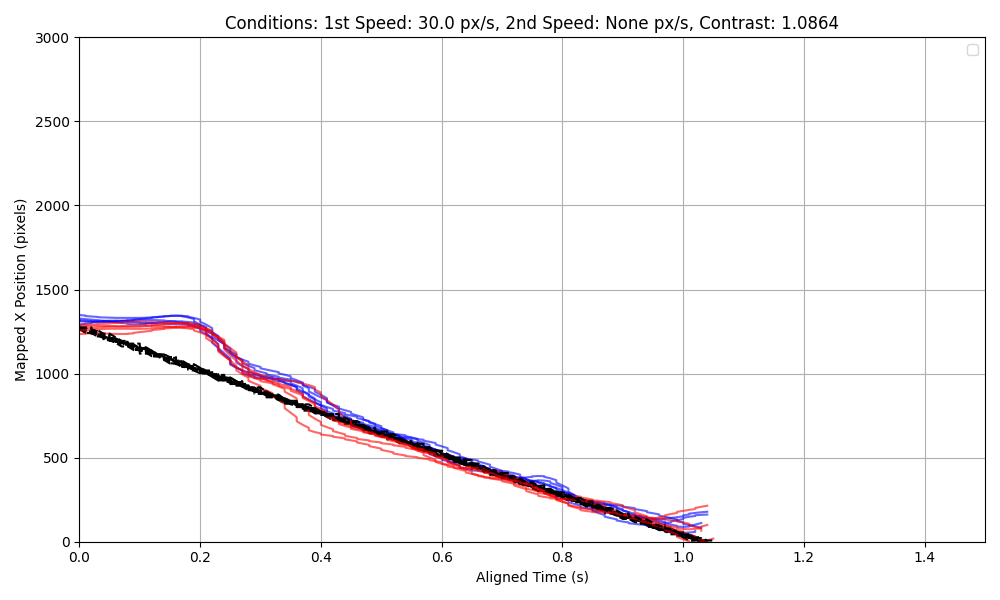 Conditions: 1st Speed: 30.0 px/s, 2nd Speed: None px/s, Contrast: 1.0864
3000
2500
2000
1500
1000
500
0
Mapped X Position (pixels)
0.0 0.2 0.4 0.6 0.8 1.0 1.2 1.4
Aligned Time (s)